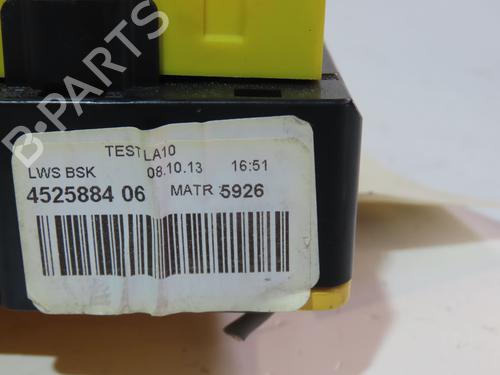 TEST LA10
LWS BSK 08.10.13 16:51
4525884 06 MATR 5926
B-PARTS